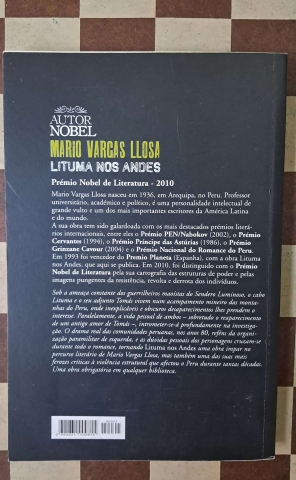 AUTOR
NOBEL
MARIO VARGAS LLOSA
LITUMA NOS ANDES
Prémio Nobel de Literatura - 2010
Mario Vargas Llosa nasceu em 1936, em Arequipa, no Peru. Professor
universitário, académico e político, é uma personalidade intelectual de
grande vulto e um dos mais importantes escritores da América Latina
e do mundo.
A sua obra tem sido galardoada com os mais destacados prémios literá-
rios internacionais, entre eles o Prémio PEN/Nabokov (2002), o Prémio
Cervantes (1994), o Prémio Príncipe das Astúrias (1986), o Prémio
Grinzane Cavour (2004) e o Prémio Nacional do Romance do Peru.
Em 1993 foi vencedor do Premio Planeta (Espanha), com a obra Lituma
nos Andes, que aqui se publica. Em 2010, foi distinguido com o Prémio
Nobel de Literatura pela sua cartografia das estruturas de poder e pelas
imagens pungentes da resistência, revolta e derrota dos indivíduos.
Sob a ameaça constante dos guerrilheiros maoistas do Sendero Luminoso, o cabo
Lituma e o seu adjunto Tomás vivem num acampamento mineiro das monta-
nhas do Peru, onde inexplicáveis e obscuros desaparecimentos lhes prendem o
interesse. Paralelamente, a vida pessoal de ambos – sobretudo o reaparecimento
de um antigo amor de Tomás –, intromete-se profundamente na investiga-
ção. O drama real das comunidades peruanas, nos anos 80, reféns da organi-
zação paramilitar de esquerda, e as dúvidas pessoais dos personagens cruzam-se
durante todo o romance, tornando Lituma nos Andes uma obra ímpar no
percurso literário de Mario Vargas Llosa, mas também uma das suas mais
ferozes críticas à violência estrutural que afectou o Peru durante tantas décadas.
Uma obra obrigatória em qualquer biblioteca.